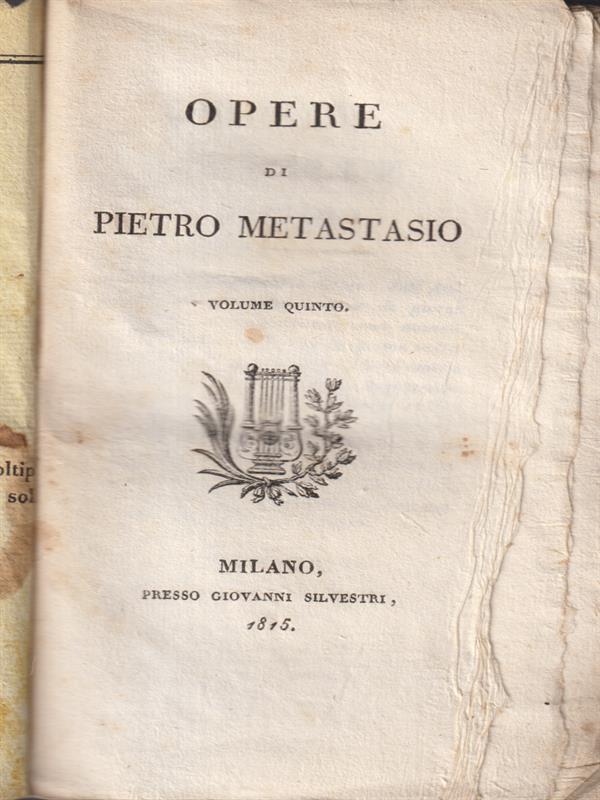 OPERE
DI
PIETRO METASTASIO
VOLUME QUINTO.
MILANO,
PRESSO GIOVANNI SILVESTRI,
1815.